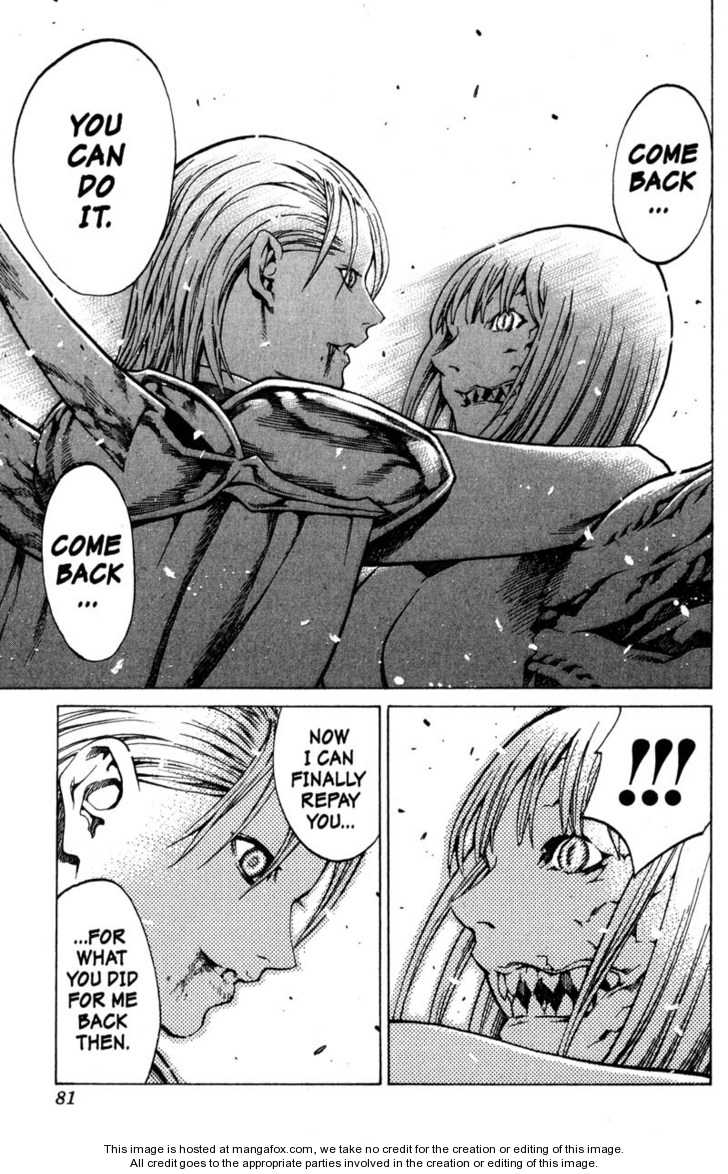 COME
BACK
...
YOU
CAN
DO
IT.
COME
BACK
...
!!!
NOW
I CAN
FINALLY
REPAY
YOU...
...FOR
WHAT
YOU DID
FOR ME
BACK
THEN.
81
This image is hosted at mangafox.com, we take no credit for the creation or editing of this image.
All credit goes to the appropriate parties involved in the creation or editing of this image.